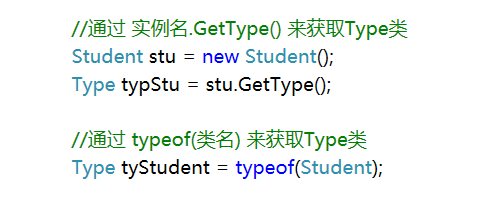 //通过 实例名.GetType() 来获取Type类
Student stu = new Student();
Type typStu = stu.GetType();
//通过 typeof(类名) 来获取Type类
Type tyStudent = typeof(Student);